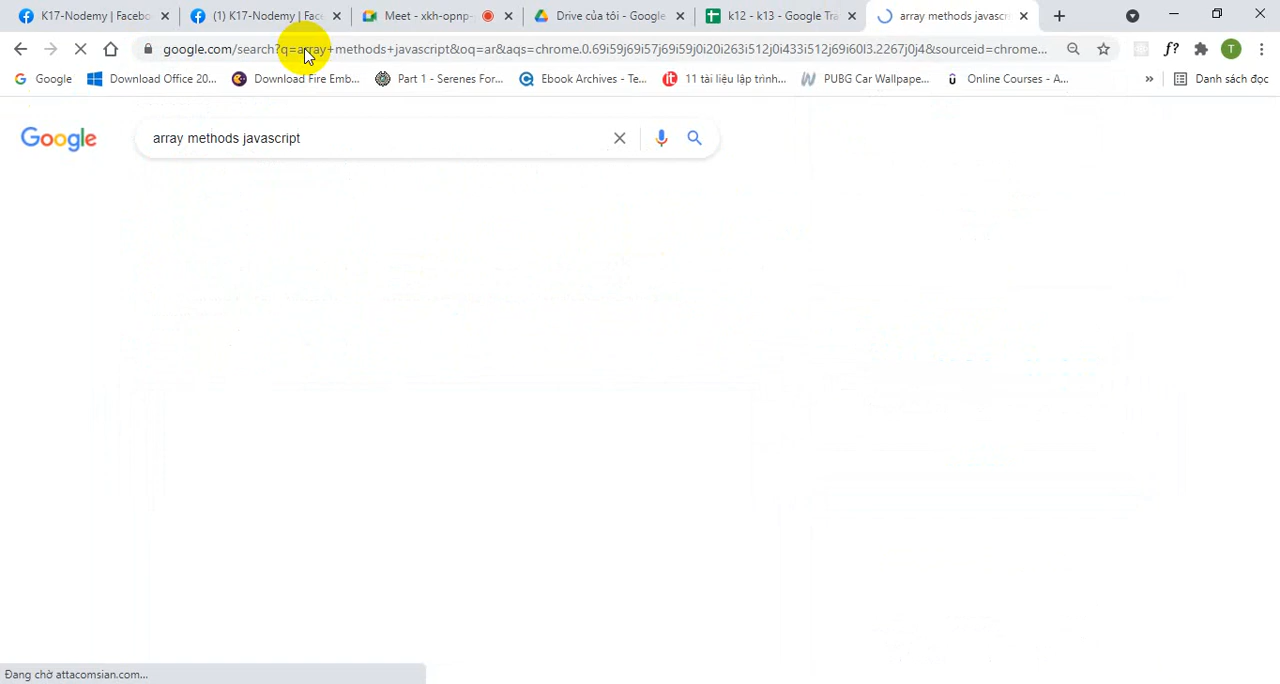 K17-Nodemy | Facebo
(1) K17-Nodemy | Face
Meet - xkh-opnp-
Drive của tôi - Google
k12 - k13 - Google Tra
array methods javascri
google.com/search?q=array+methods+javascript&oq=ar&aqs=chrome.0.69i59j69i57j69i59j0i20i263i512j0i433i512j69i60l3.2267j0j4&sourceid=chrome...
T
Google
Download Office 20...
Download Fire Emb...
Part 1 - Serenes For...
Ebook Archives - Te...
11 tài liệu lập trình...
PUBG Car Wallpape...
Online Courses - A...
»
Danh sách đọc
Google
array methods javascript
Đang chờ attacomsian.com...